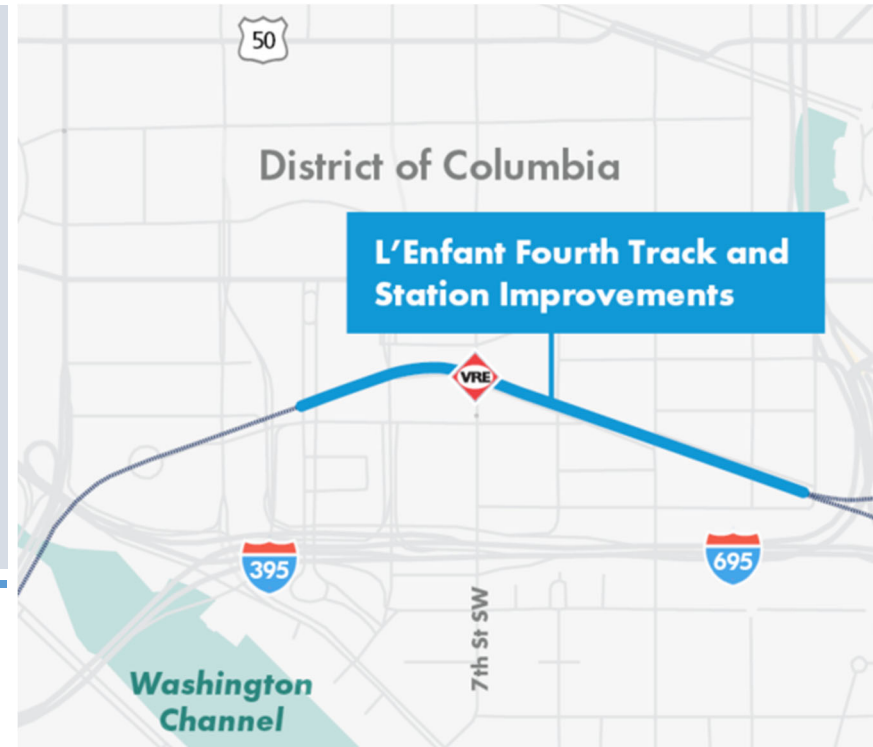 50
District of Columbia
L’Enfant Fourth Track and
Station Improvements
VRE
395
695
7th St SW
Washington
Channel